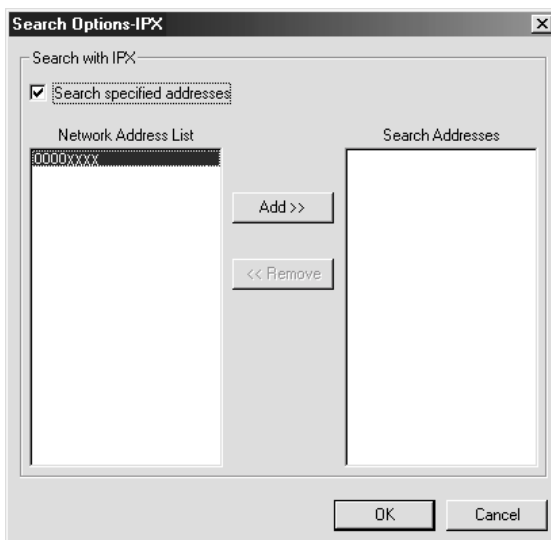 Search Options-IPX
Search with IPX
Search specified addresses
Network Address List
Search Addresses
0000xxxx
Add >>
<< Remove
OK
Cancel